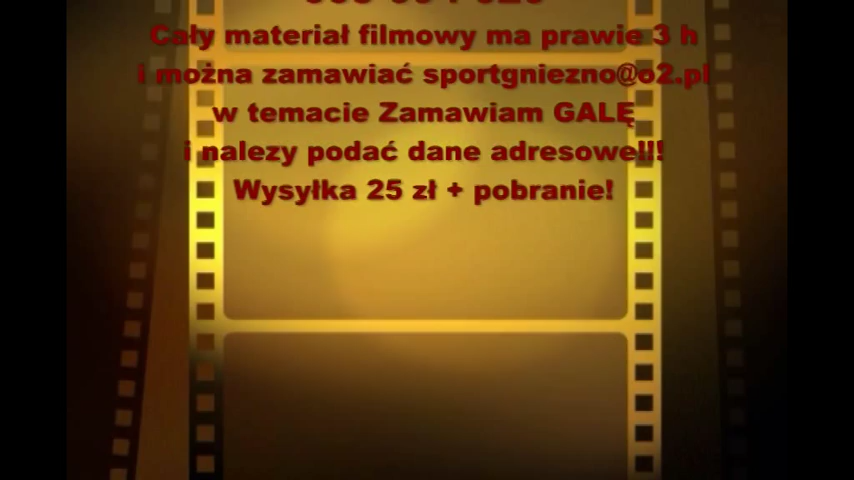 Cały materiał filmowy ma prawie 3 h
i można zamawiać sportgniezno@o2.pl
w temacie Zamawiam GALĘ
i nalezy podać dane adresowe!!!
Wysyłka 25 zł + pobranie!